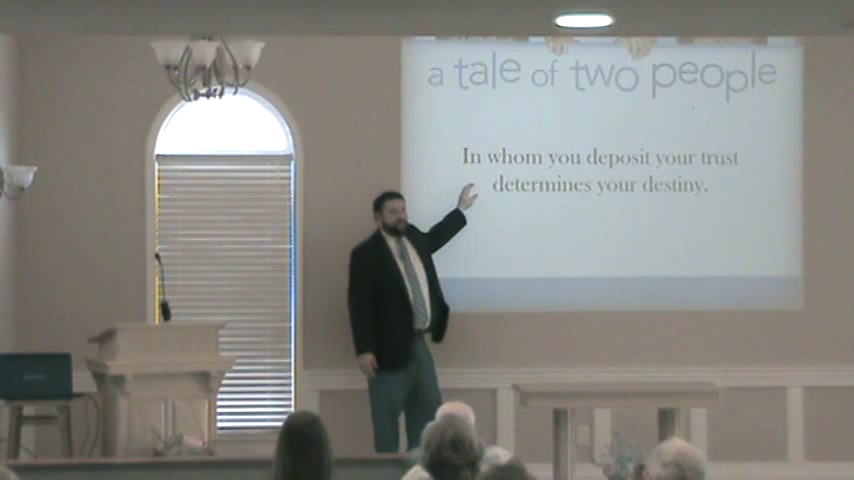 a tale of two people
In whom you deposit your trust
determines your destiny.